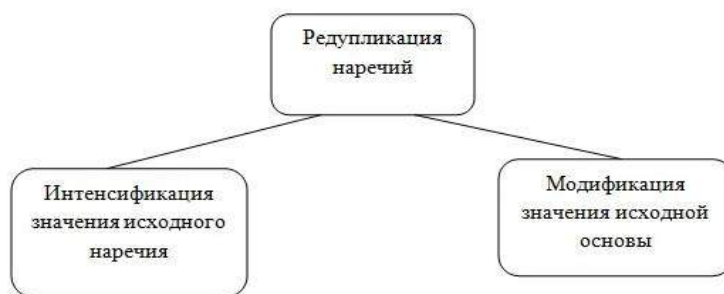 Редупликация
наречий
Интенсификация
значения исходного
наречия
Модификация
значения исходной
основы